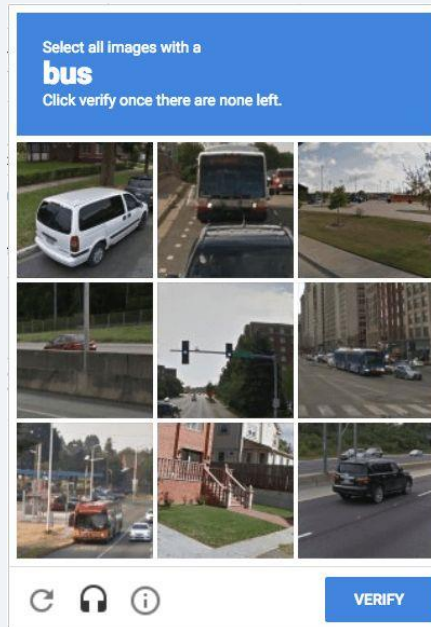 Select all images with a
bus
Click verify once there are none left.
VERIFY